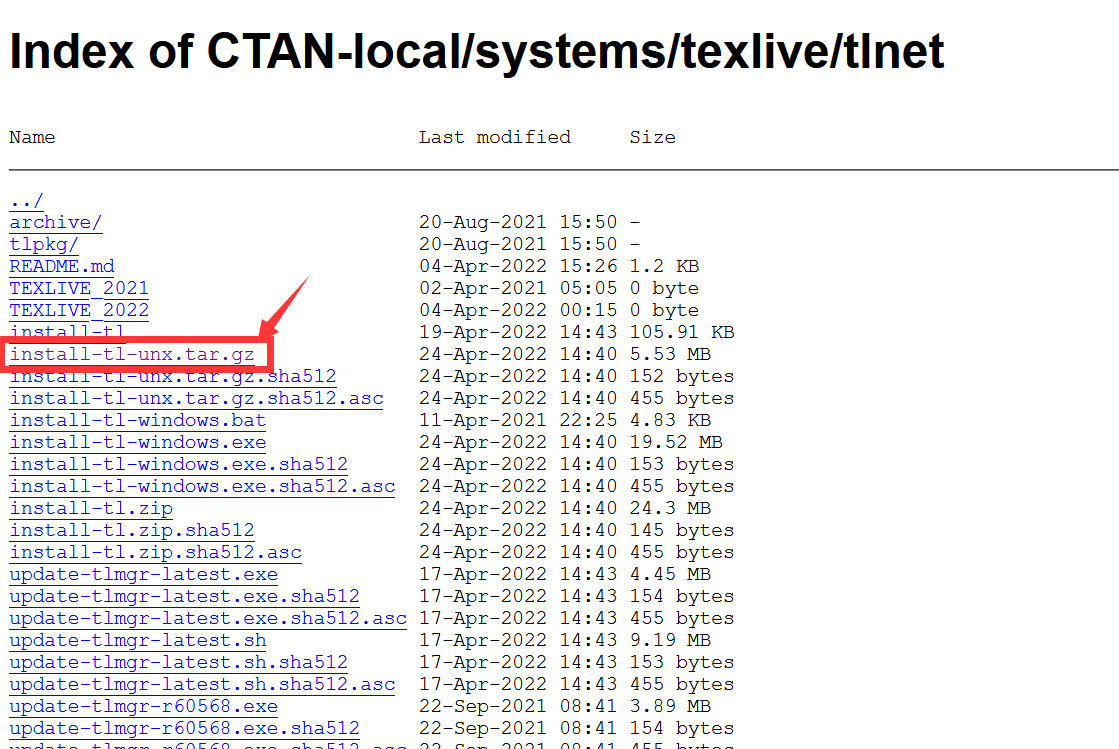 Index of CTAN-local/systems/texlive/tlnet
Name Last modified Size
../
archive/ 20-Aug-2021 15:50 -
tlpkg/ 20-Aug-2021 15:50 -
README.md 04-Apr-2022 15:26 1.2 KB
TEXLIVE_2021 02-Apr-2021 05:05 0 byte
TEXLIVE_2022 04-Apr-2022 00:15 0 byte
install-tl 19-Apr-2022 14:43 105.91 KB
install-tl-unx.tar.gz 24-Apr-2022 14:40 5.53 MB
install-tl-unx.tar.gz.sha512 24-Apr-2022 14:40 152 bytes
install-tl-unx.tar.gz.sha512.asc 24-Apr-2022 14:40 455 bytes
install-tl-windows.bat 11-Apr-2021 22:25 4.83 KB
install-tl-windows.exe 24-Apr-2022 14:40 19.52 MB
install-tl-windows.exe.sha512 24-Apr-2022 14:40 153 bytes
install-tl-windows.exe.sha512.asc 24-Apr-2022 14:40 455 bytes
install-tl.zip 24-Apr-2022 14:40 24.3 MB
install-tl.zip.sha512 24-Apr-2022 14:40 145 bytes
install-tl.zip.sha512.asc 24-Apr-2022 14:40 455 bytes
update-tlmgr-latest.exe 17-Apr-2022 14:43 4.45 MB
update-tlmgr-latest.exe.sha512 17-Apr-2022 14:43 154 bytes
update-tlmgr-latest.exe.sha512.asc 17-Apr-2022 14:43 455 bytes
update-tlmgr-latest.sh 17-Apr-2022 14:43 9.19 MB
update-tlmgr-latest.sh.sha512 17-Apr-2022 14:43 153 bytes
update-tlmgr-latest.sh.sha512.asc 17-Apr-2022 14:43 455 bytes
update-tlmgr-r60568.exe 22-Sep-2021 08:41 3.89 MB
update-tlmgr-r60568.exe.sha512 22-Sep-2021 08:41 154 bytes
update-tlmgr-r60568.exe.sha512.asc 22-Sep-2021 08:41 455 bytes